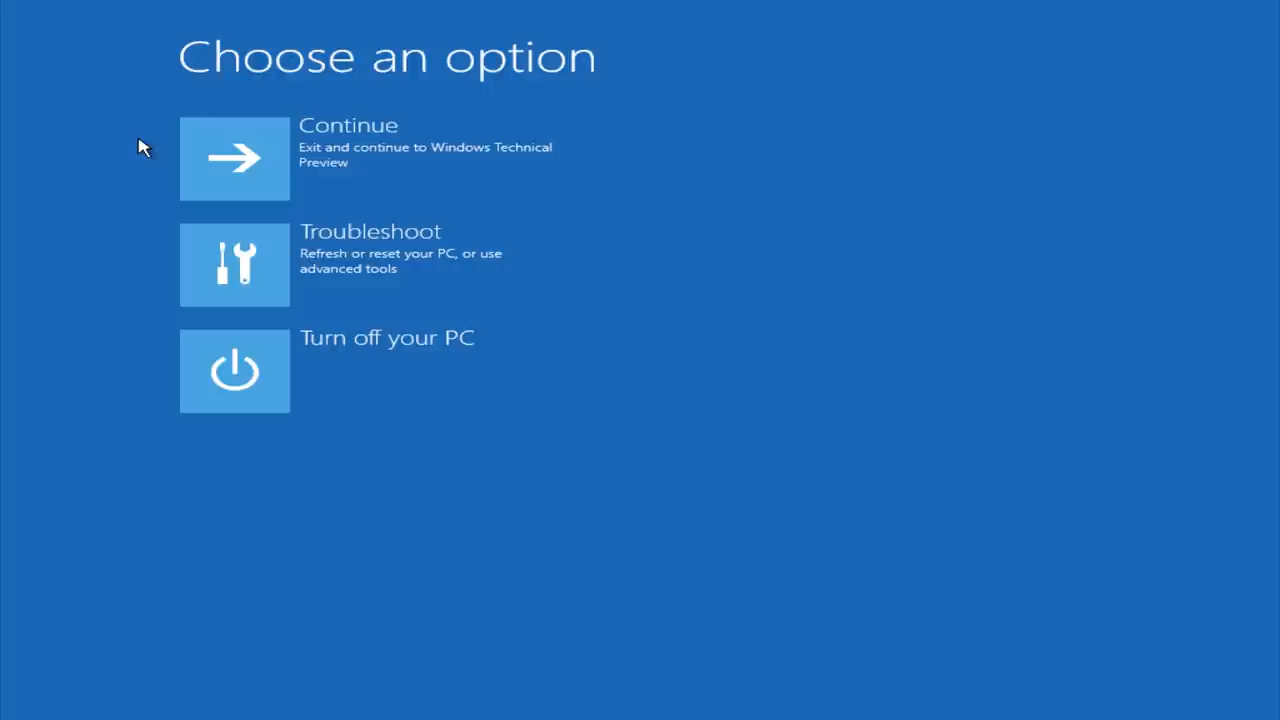 Choose an option
Continue
Exit and continue to Windows Technical
Preview
Troubleshoot
Refresh or reset your PC, or use
advanced tools
Turn off your PC